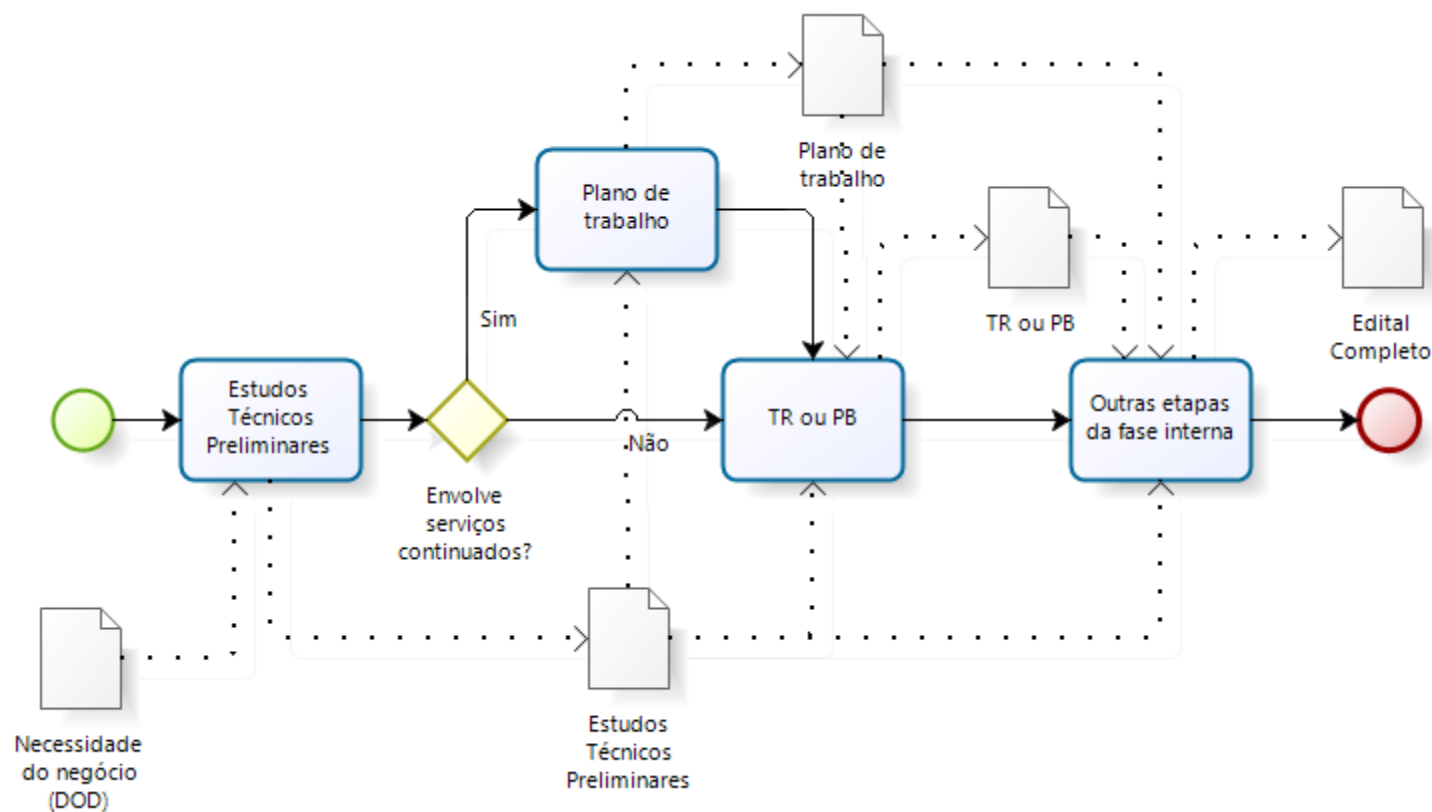 Plano de
trabalho
Plano de
trabalho
TR ou PB
Edital
Completo
Sim
Estudos
Técnicos
Preliminares
Não
TR ou PB
Outras etapas
da fase interna
Envolve
serviços
continuados?
Necessidade
do negócio
(DOD)
Estudos
Técnicos
Preliminares